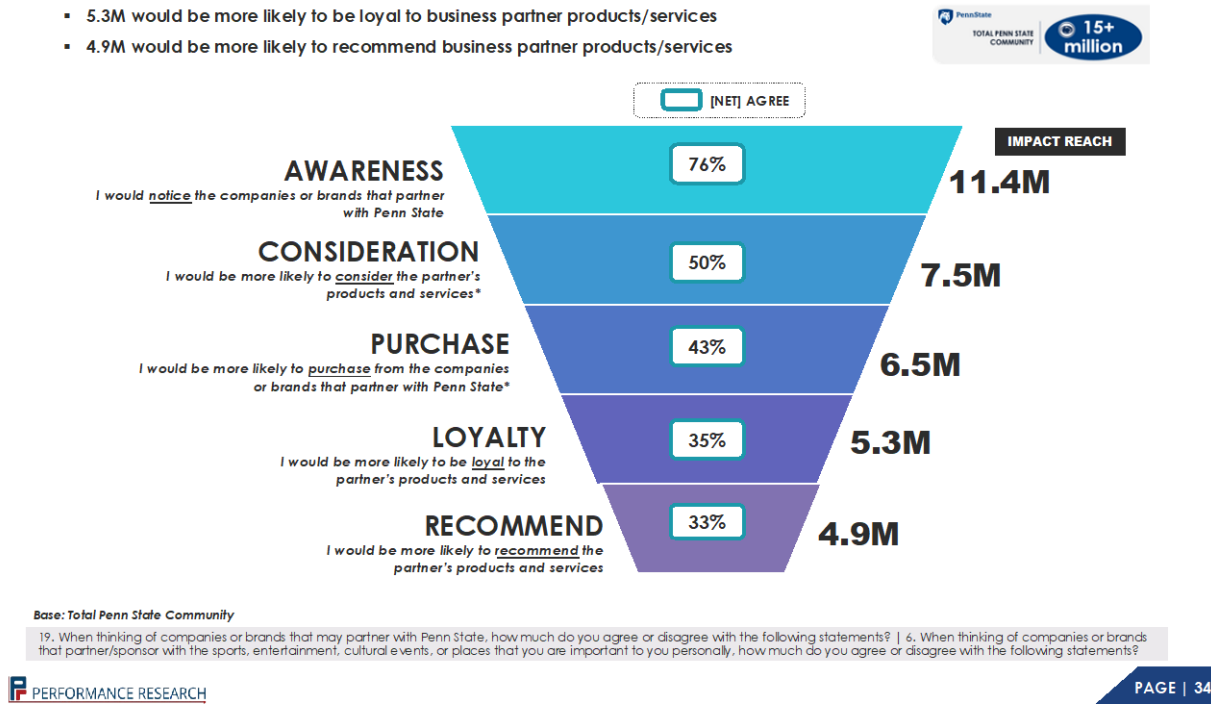 ▪ 5.3M would be more likely to be loyal to business partner products/services
▪ 4.9M would be more likely to recommend business partner products/services
PennState
TOTAL PENN STATE
COMMUNITY
15+
million
[NET] AGREE
IMPACT REACH
AWARENESS
I would notice the companies or brands that partner
with Penn State
76%
11.4M
CONSIDERATION
I would be more likely to consider the partner's
products and services*
50%
7.5M
PURCHASE
I would be more likely to purchase from the companies
or brands that partner with Penn State*
43%
6.5M
LOYALTY
I would be more likely to be loyal to the
partner's products and services
35%
5.3M
RECOMMEND
I would be more likely to recommend the
partner's products and services
33%
4.9M
Base: Total Penn State Community
19. When thinking of companies or brands that may partner with Penn State, how much do you agree or disagree with the following statements? | 6. When thinking of companies or brands
that partner/sponsor with the sports, entertainment, cultural events, or places that you are important to you personally, how much do you agree or disagree with the following statements?
PERFORMANCE RESEARCH
PAGE | 34